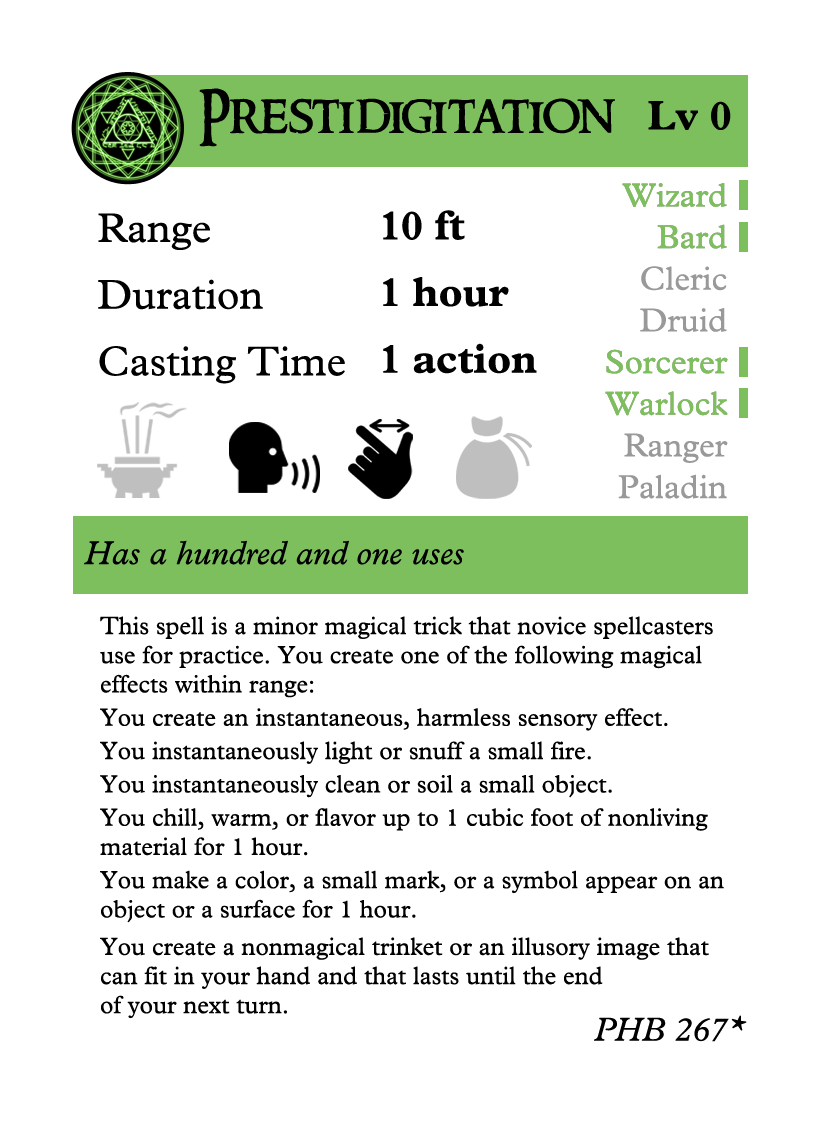 PRESTIDIGITATION Lv 0
Wizard
Range 10 ft
Bard
Cleric
Duration 1 hour
Druid
Casting Time 1 action
Sorcerer
Warlock
Ranger
Paladin
Has a hundred and one uses
This spell is a minor magical trick that novice spellcasters
use for practice. You create one of the following magical
effects within range:
You create an instantaneous, harmless sensory effect.
You instantaneously light or snuff a small fire.
You instantaneously clean or soil a small object.
You chill, warm, or flavor up to 1 cubic foot of nonliving
material for 1 hour.
You make a color, a small mark, or a symbol appear on an
object or a surface for 1 hour.
You create a nonmagical trinket or an illusory image that
can fit in your hand and that lasts until the end
of your next turn.
PHB 267*